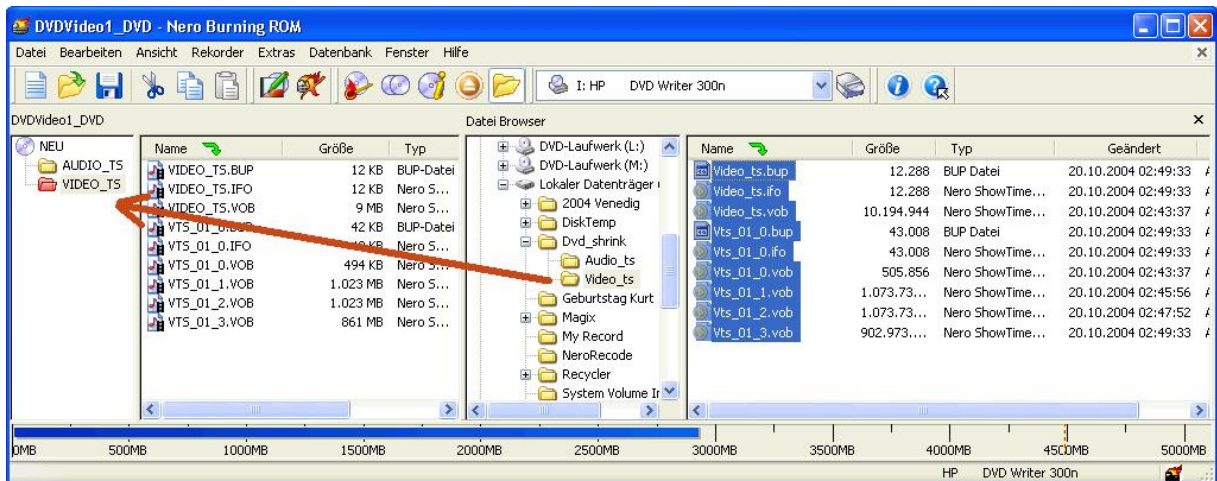 DVDVideo1_DVD - Nero Burning ROM
Datei Bearbeiten Ansicht Rekorder Extras Datenbank Fenster Hilfe
I: HP DVD Writer 300n
DVDVideo1_DVD
Datei Browser
NEU
AUDIO_TS
VIDEO_TS
Name Größe Typ
VIDEO_TS.BUP 12 KB BUP-Datei
VIDEO_TS.IFO 12 KB Nero S...
VIDEO_TS.VOB 9 MB Nero S...
VTS_01_0.BUP 42 KB BUP-Datei
VTS_01_0.IFO KB Nero S...
VTS_01_0.VOB 494 KB Nero S...
VTS_01_1.VOB 1.023 MB Nero S...
VTS_01_2.VOB 1.023 MB Nero S...
VTS_01_3.VOB 861 MB Nero S...
DVD-Laufwerk (L:)
DVD-Laufwerk (M:)
Lokaler Datenträger
2004 Venedig
DiskTemp
Dvd_shrink
Audio_ts
Video_ts
Geburtstag Kurt
Magix
My Record
NeroRecode
Recycler
System Volume
Name Größe Typ Geändert
Video_ts.bup 12.288 BUP Datei 20.10.2004 02:49:33
Video_ts.ifo 12.288 Nero ShowTime... 20.10.2004 02:49:33
Video_ts.vob 10.194.944 Nero ShowTime... 20.10.2004 02:43:37
Vts_01_0.bup 43.008 BUP Datei 20.10.2004 02:49:33
Vts_01_0.ifo 43.008 Nero ShowTime... 20.10.2004 02:49:33
Vts_01_0.vob 505.856 Nero ShowTime... 20.10.2004 02:43:37
Vts_01_1.vob 1.073.73... Nero ShowTime... 20.10.2004 02:45:56
Vts_01_2.vob 1.073.73... Nero ShowTime... 20.10.2004 02:47:52
Vts_01_3.vob 902.973.... Nero ShowTime... 20.10.2004 02:49:33
0MB 500MB 1000MB 1500MB 2000MB 2500MB 3000MB 3500MB 4000MB 4500MB 5000MB
HP DVD Writer 300n